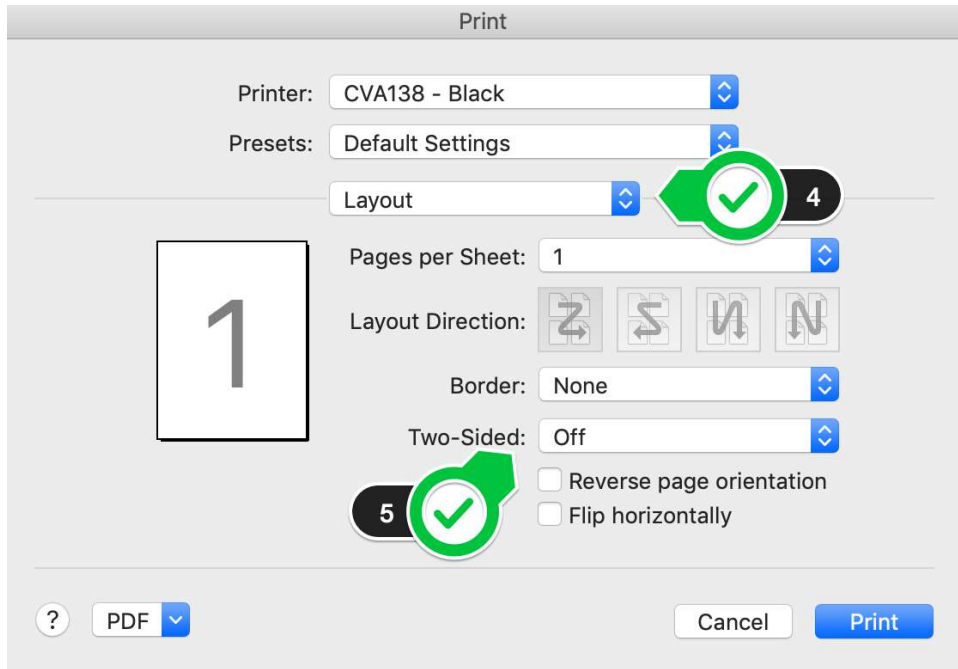 Print
Printer: CVA138 - Black
Presets: Default Settings
Layout
4
Pages per Sheet: 1
1
Layout Direction:
Border: None
Two-Sided: Off
5
Reverse page orientation
Flip horizontally
? PDF Cancel Print